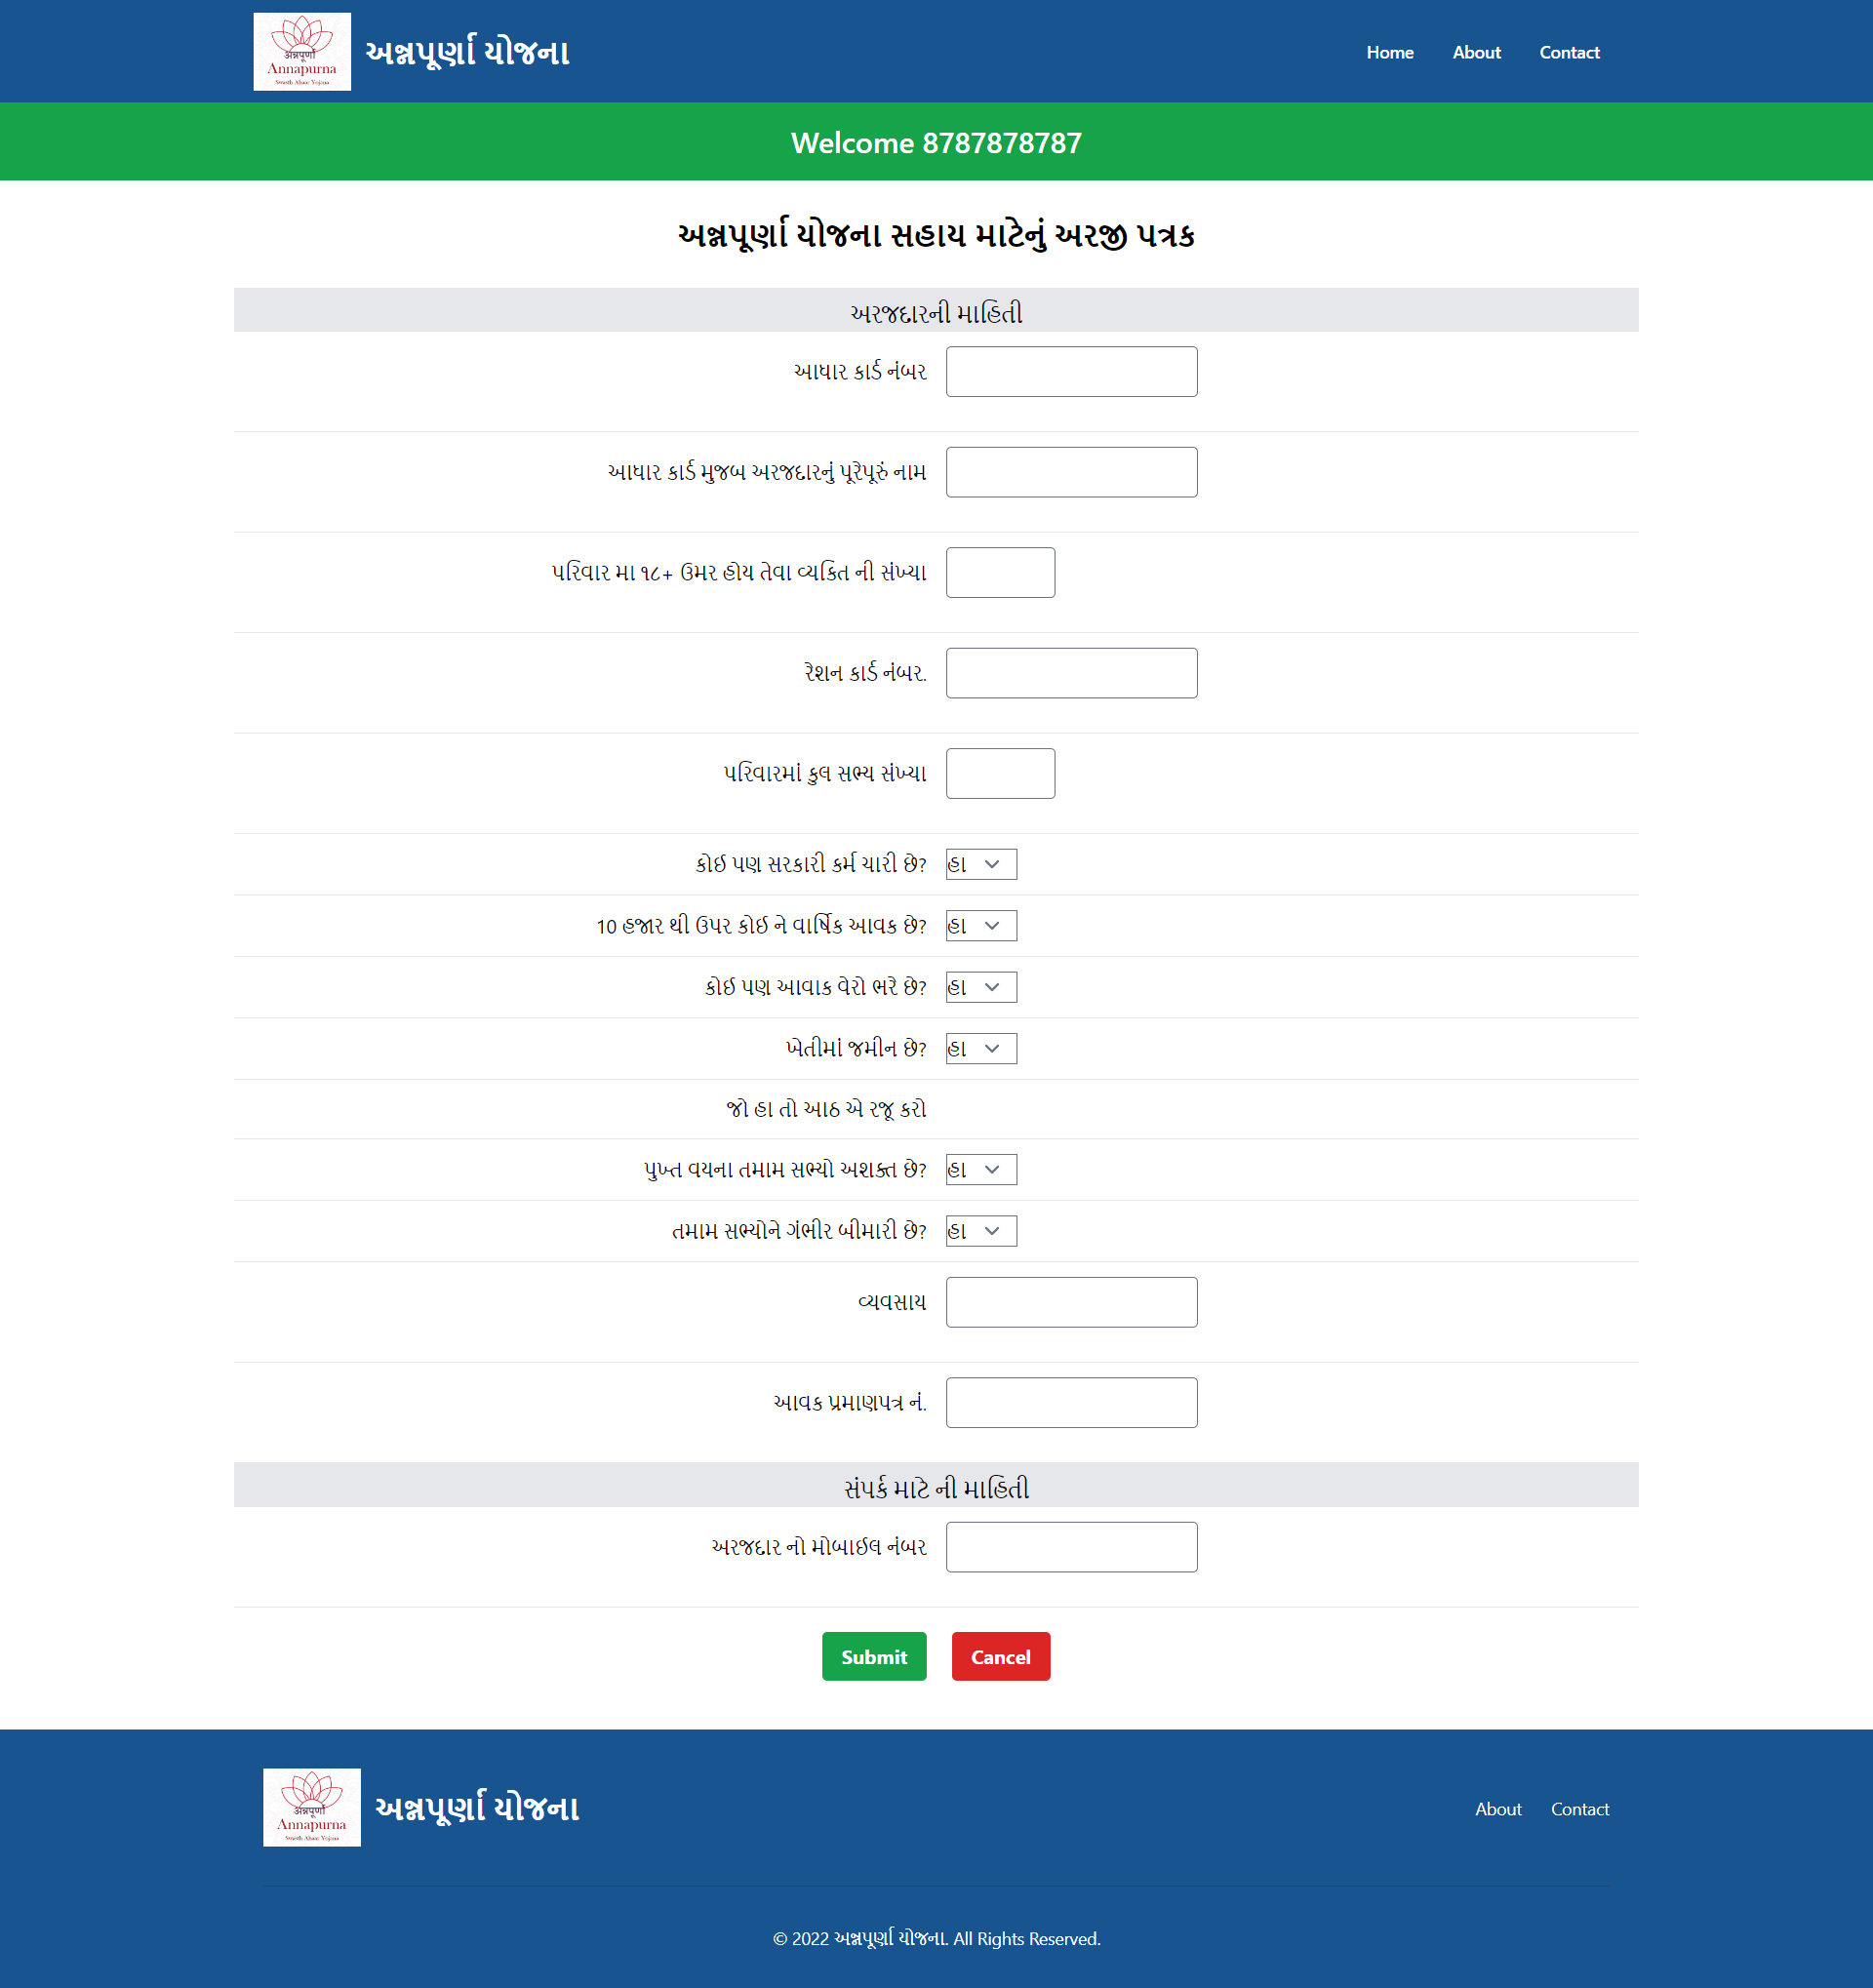 अन्नपूर्णा
Annapurna
Swasth Ahaar Yojana
અન્નપૂર્ણા યોજના
Home About Contact
Welcome 8787878787
અન્નપૂર્ણા યોજના સહાય માટેનું અરજી પત્રક
અરજદારની માહિતી
આધાર કાર્ડ નંબર
આધાર કાર્ડ મુજબ અરજદારનું પૂરેપૂરું નામ
પરિવાર મા ૧૮+ ઉમર હોય તેવા વ્યકિત ની સંખ્યા
રેશન કાર્ડ નંબર.
પરિવારમાં કુલ સભ્ય સંખ્યા
કોઈ પણ સરકારી કર્મ ચારી છે? હા
10 હજાર થી ઉપર કોઈ ને વાર્ષિક આવક છે? હા
કોઈ પણ આવાક વેરો ભરે છે? હા
ખેતીમાં જમીન છે? હા
જો હા તો આઠ એ રજૂ કરો
પુખ્ત વયના તમામ સભ્યો અશક્ત છે? હા
તમામ સભ્યોને ગંભીર બીમારી છે? હા
વ્યવસાય
આવક પ્રમાણપત્ર નં.
સંપર્ક માટે ની માહિતી
અરજદાર નો મોબાઈલ નંબર
Submit Cancel
अन्नपूर्णा
Annapurna
Swasth Ahaar Yojana
અન્નપૂર્ણા યોજના
About Contact
© 2022 અન્નપૂર્ણા યોજના. All Rights Reserved.